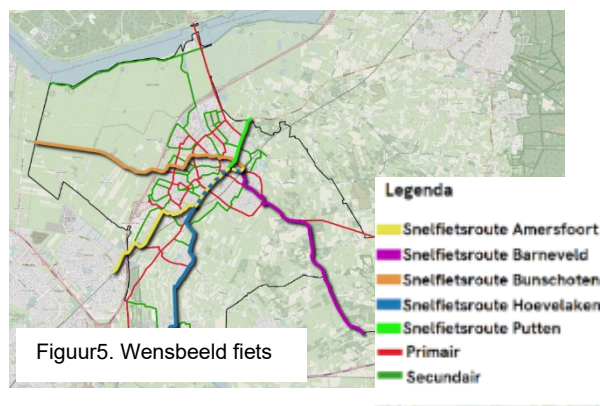 Legenda
Snelfietsroute Amersfoort
Snelfietsroute Barneveld
Snelfietsroute Bunschoten
Snelfietsroute Hoevelaken
Snelfietsroute Putten
Primair
Secundair
Figuur5. Wensbeeld fiets